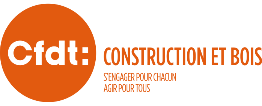 Cfdt:
CONSTRUCTION ET BOIS
S'ENGAGER POUR CHACUN
AGIR POUR TOUS